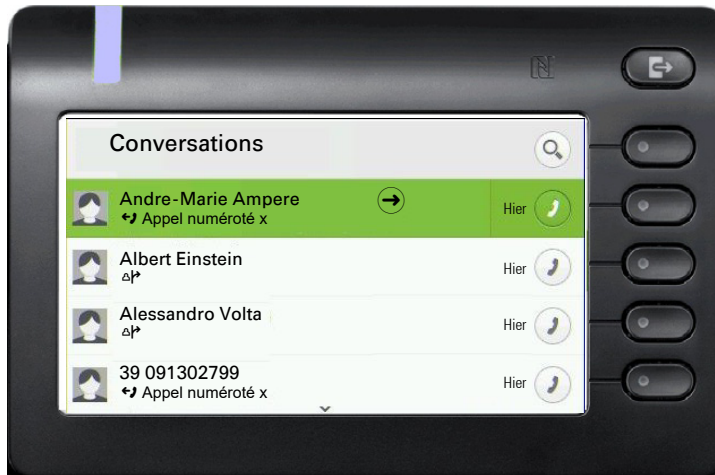 Conversations
Andre-Marie Ampere
Appel numéroté x
Hier
Albert Einstein
Hier
Alessandro Volta
Hier
39 091302799
Appel numéroté x
Hier